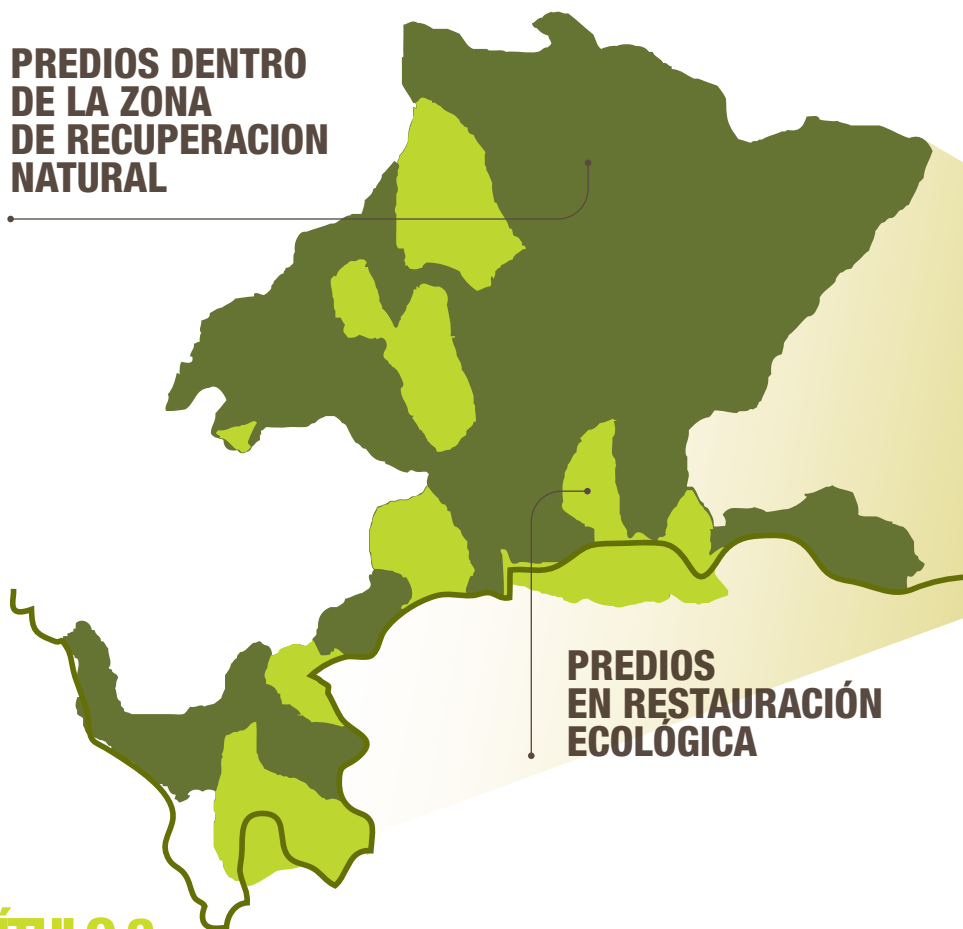 PREDIOS DENTRO
DE LA ZONA
DE RECUPERACION
NATURAL
PREDIOS
EN RESTAURACIÓN
ECOLÓGICA